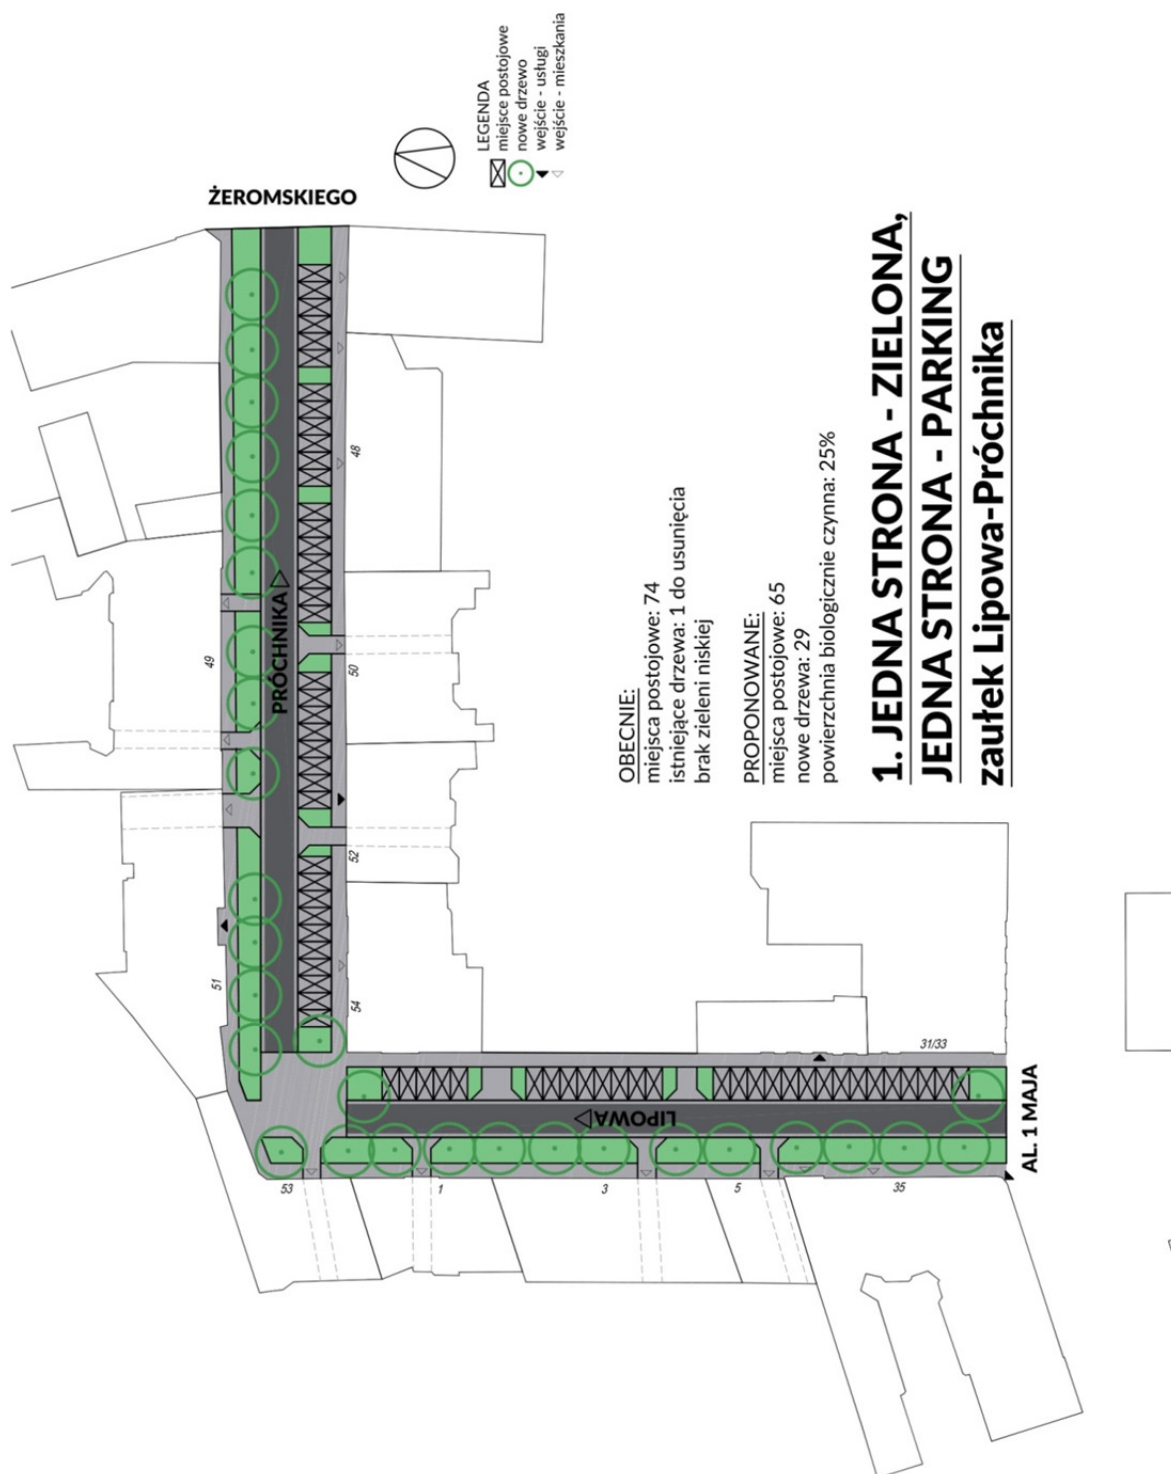 ŻEROMSKIEGO
LEGENDA
miejsce postojowe
nowe drzewo
wejście - usługi
wejście - mieszkania
PRÓCHNIKA
49
51
48
50
52
54
LIPOWA
53
1
3
5
35
31/33
AL. 1 MAJA
OBECNIE:
miejsca postojowe: 74
istniejące drzewa: 1 do usunięcia
brak zieleni niskiej
PROPONOWANE:
miejsca postojowe: 65
nowe drzewa: 29
powierzchnia biologicznie czynna: 25%
1. JEDNA STRONA - ZIELONA,
JEDNA STRONA - PARKING
zaułek Lipowa-Próchnika